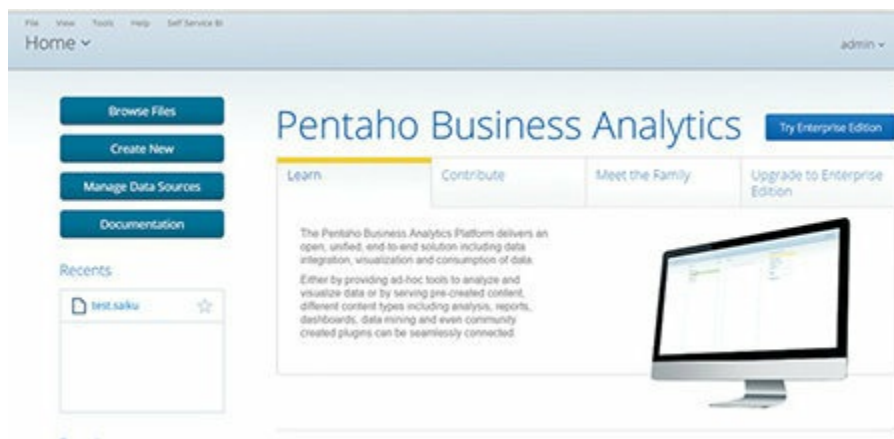 File View Tools Help Self Service BI
Home
admin
Browse Files
Create New
Manage Data Sources
Documentation
Recents
test.saiku
Pentaho Business Analytics
Try Enterprise Edition
Learn
Contribute
Meet the Family
Upgrade to Enterprise
Edition
The Pentaho Business Analytics Platform delivers an
open, unified, end-to-end solution including data
integration, visualization and consumption of data.
Either by providing ad-hoc tools to analyze and
visualize data or by serving pre-created content,
different content types including analysis, reports,
dashboards, data mining and even community
created plugins can be seamlessly connected.